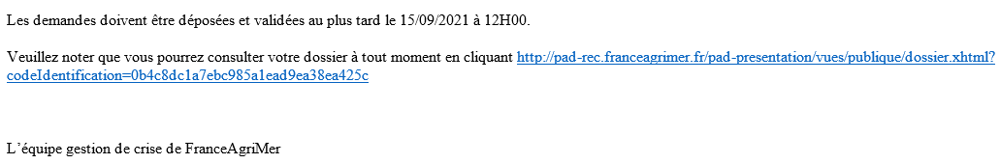 Les demandes doivent être déposées et validées au plus tard le 15/09/2021 à 12H00.
Veuillez noter que vous pourrez consulter votre dossier à tout moment en cliquant http://pad-rec.franceagrimer.fr/pad-presentation/vues/publique/dossier.xhtml?
codeIdentification=0b4c8dc1a7ebc985a1ead9ea38ea425c
L’équipe gestion de crise de FranceAgriMer